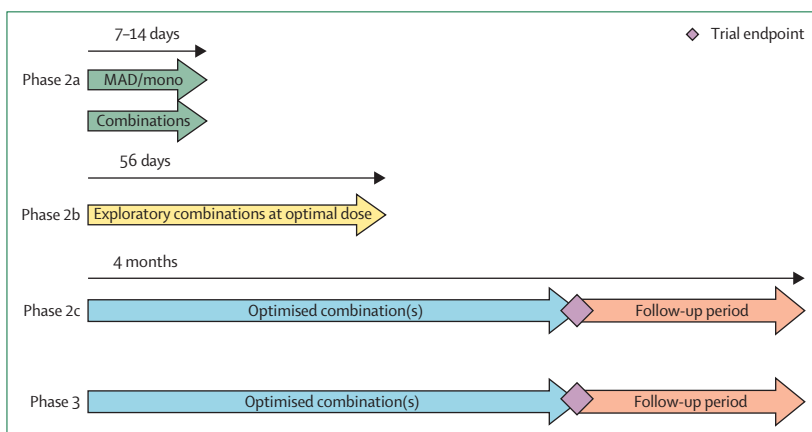 7–14 days
Trial endpoint
Phase 2a
MAD/mono
Combinations
56 days
Phase 2b
Exploratory combinations at optimal dose
4 months
Phase 2c
Optimised combination(s)
Follow-up period
Phase 3
Optimised combination(s)
Follow-up period